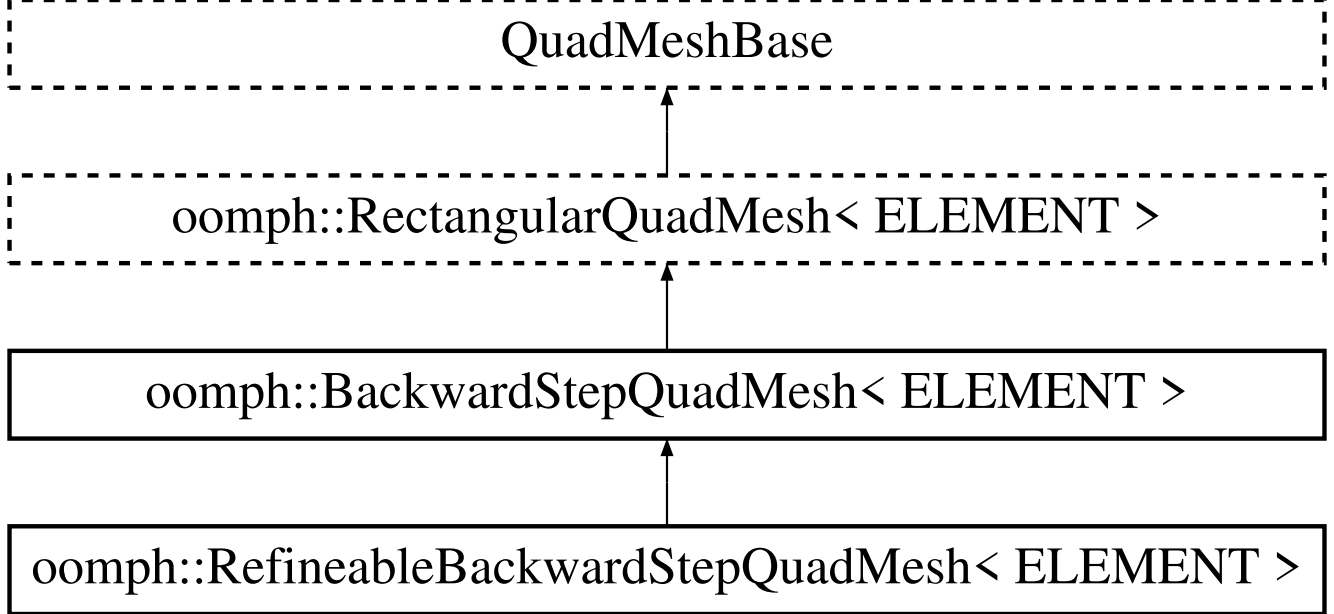 QuadMeshBase
oomph::RectangularQuadMesh< ELEMENT >
oomph::BackwardStepQuadMesh< ELEMENT >
oomph::RefineableBackwardStepQuadMesh< ELEMENT >